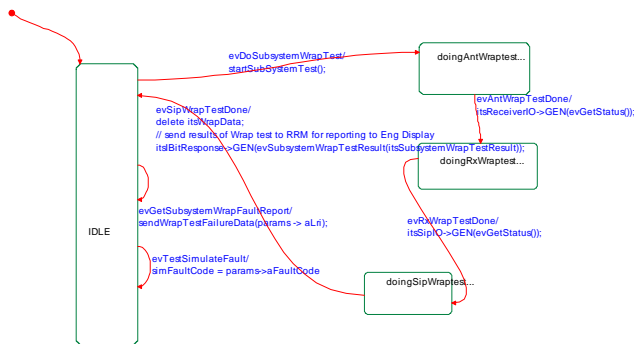 evDoSubsystemWrapTest/
startSubSystemTest();
doingAntWraptest...
evSipWrapTestDone/
delete itsWrapData;
// send results of Wrap test to RRM for reporting to Eng Display
itsIBitResponse->GEN(evSubsystemWrapTestResult(itsSubsystemWrapTestResult));
evAntWrapTestDone/
itsReceiverIO->GEN(evGetStatus());
doingRxWraptest...
evGetSubsystemWrapFaultReport/
sendWrapTestFailureData(params -> aLri);
evRxWrapTestDone/
itsSipIO->GEN(evGetStatus());
IDLE
evTestSimulateFault/
simFaultCode = params->aFaultCode
doingSipWraptest...